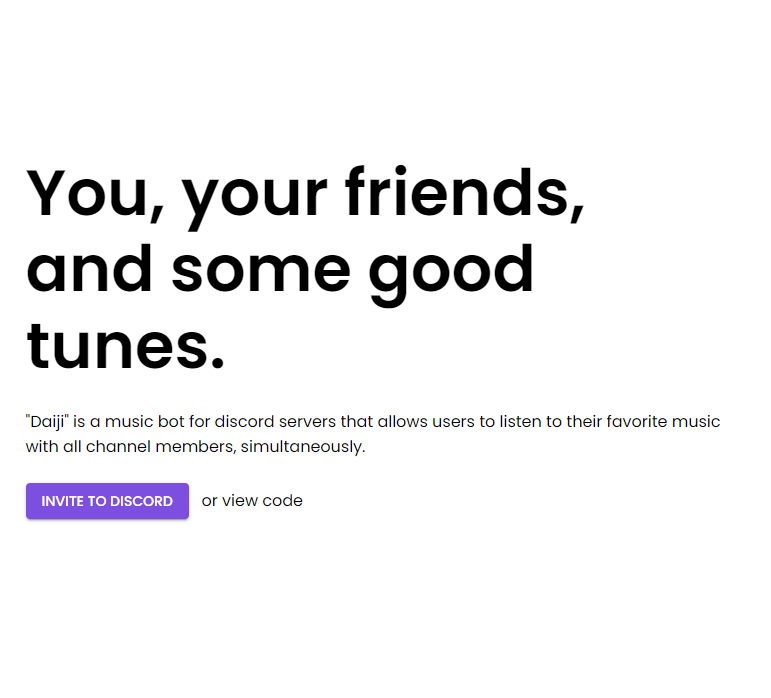 You, your friends,
and some good
tunes.
"Daiji" is a music bot for discord servers that allows users to listen to their favorite music
with all channel members, simultaneously.
INVITE TO DISCORD or view code